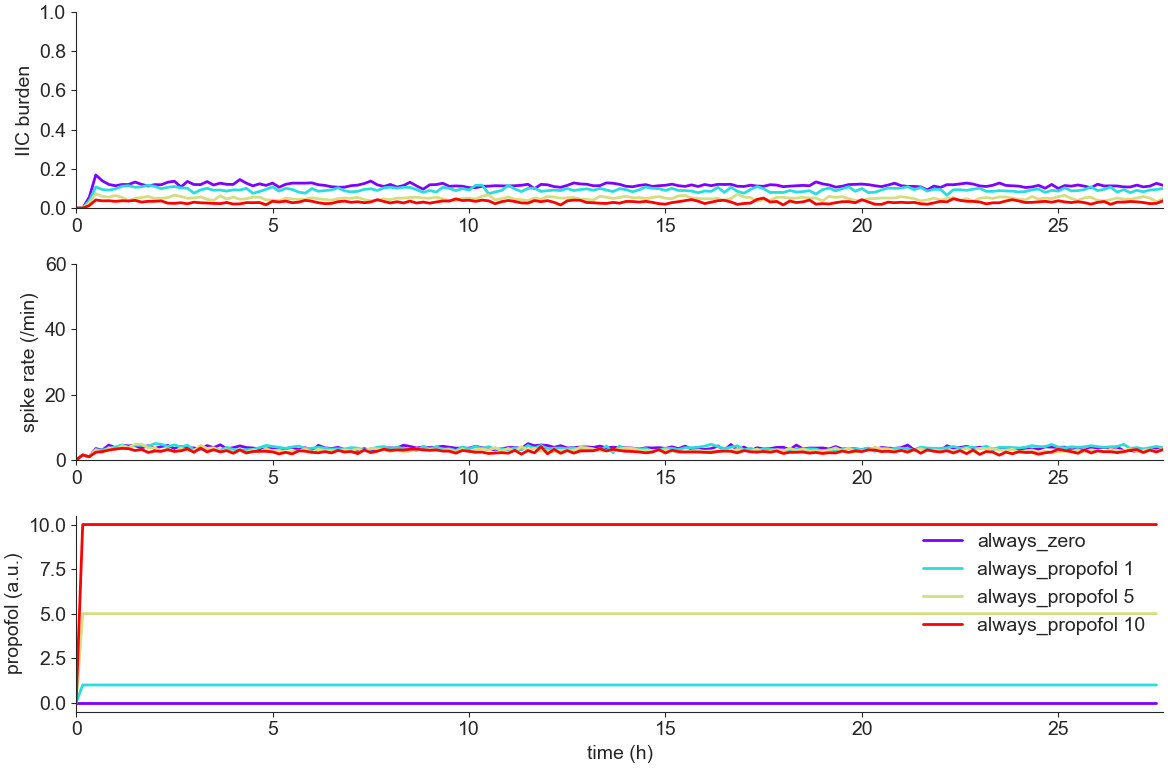 IIC burden
1.0
0.8
0.6
0.4
0.2
0.0
0 5 10 15 20 25
spike rate (/min)
60
40
20
0
0 5 10 15 20 25
propofol (a.u.)
10.0
7.5
5.0
2.5
0.0
always_zero
always_propofol 1
always_propofol 5
always_propofol 10
0 5 10 15 20 25
time (h)